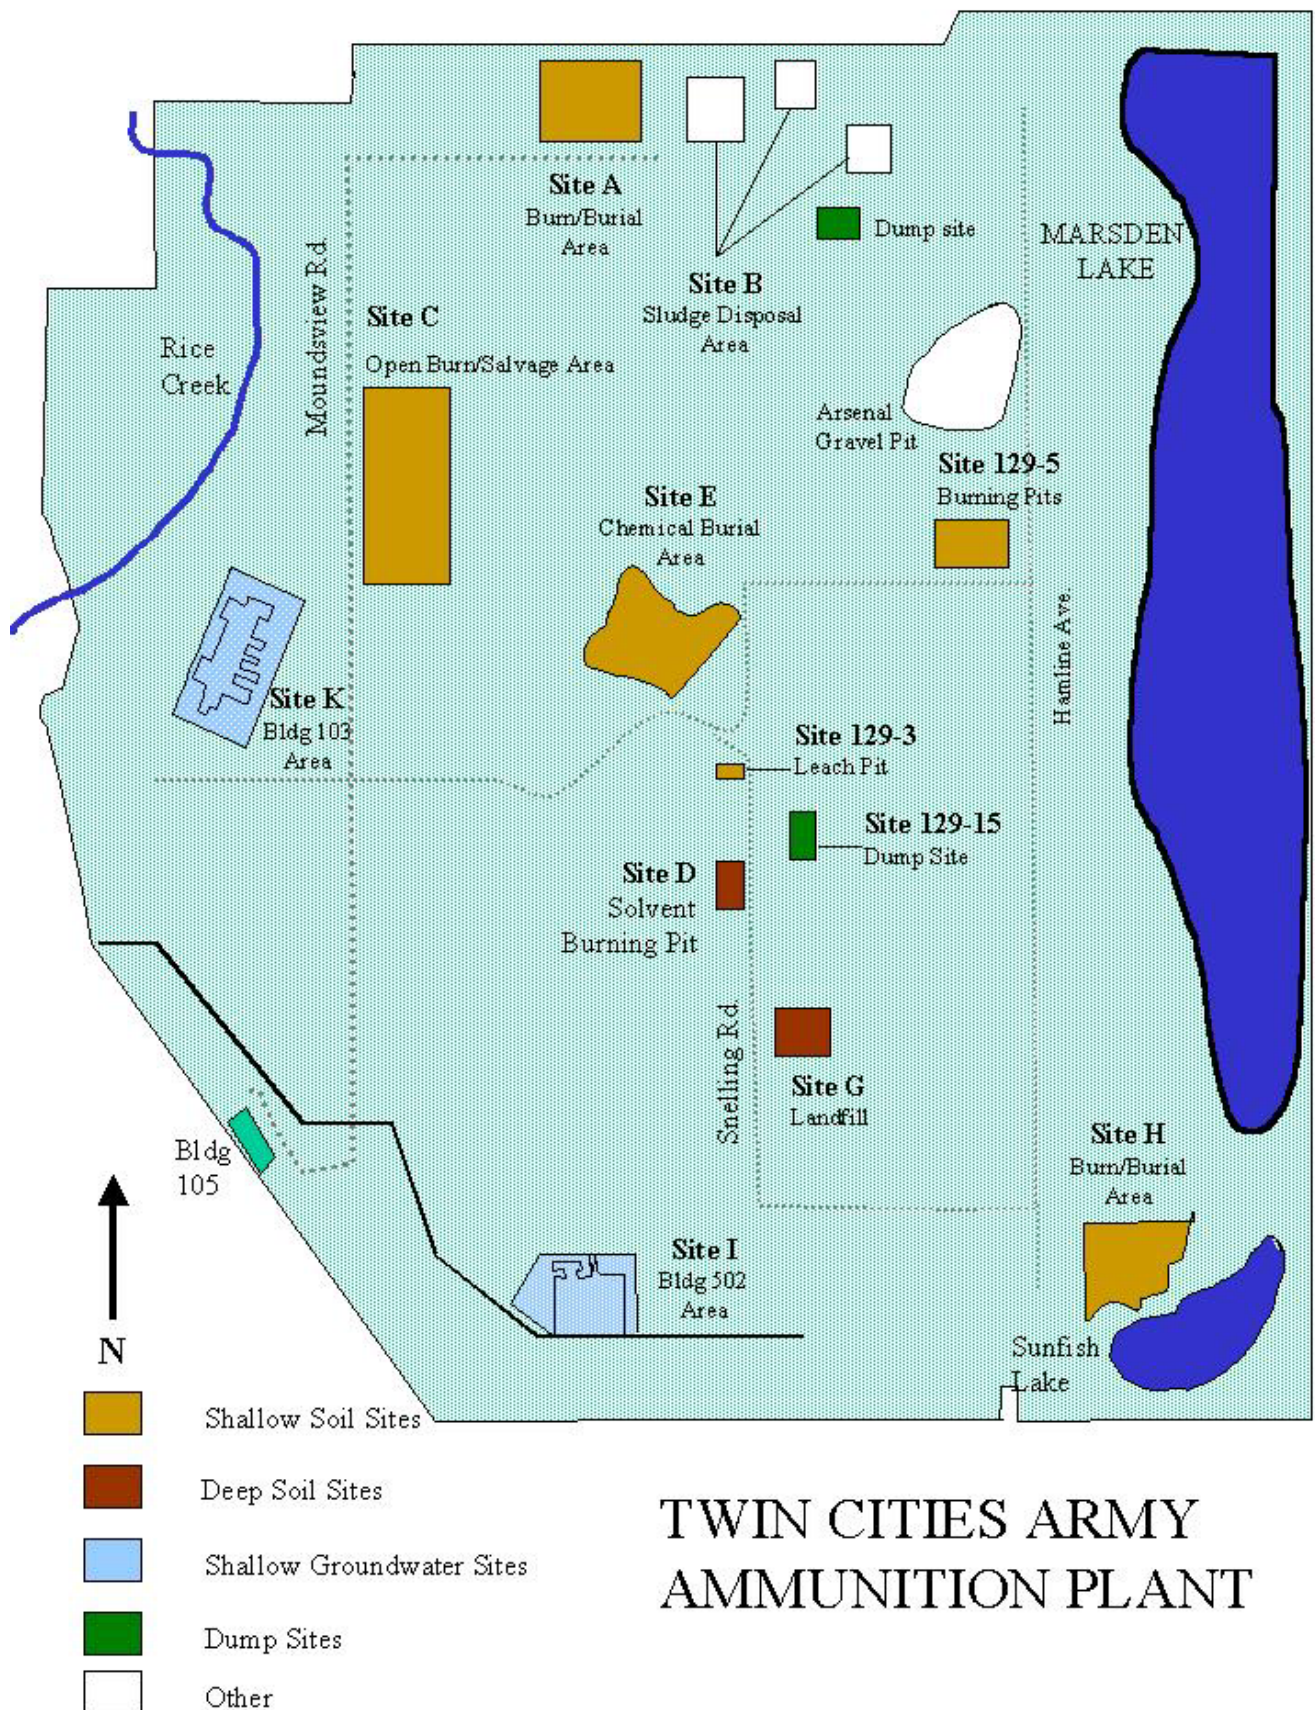 Site A
Burn/Burial
Area
Dump site
MARSDEN
LAKE
Site B
Sludge Disposal
Area
Moundsview Rd.
Site C
Open Burn/Salvage Area
Rice
Creek
Arsenal
Gravel Pit
Site 129-5
Burning Pits
Site E
Chemical Burial
Area
Hamline Ave.
Site K
Bldg 103
Area
Site 129-3
Leach Pit
Site 129-15
Dump Site
Site D
Solvent
Burning Pit
Snelling Rd.
Site G
Landfill
Site H
Burn/Burial
Area
Bldg
105
Site I
Bldg 502
Area
Sunfish
Lake
N
Shallow Soil Sites
Deep Soil Sites
Shallow Groundwater Sites
Dump Sites
Other
TWIN CITIES ARMY
AMMUNITION PLANT